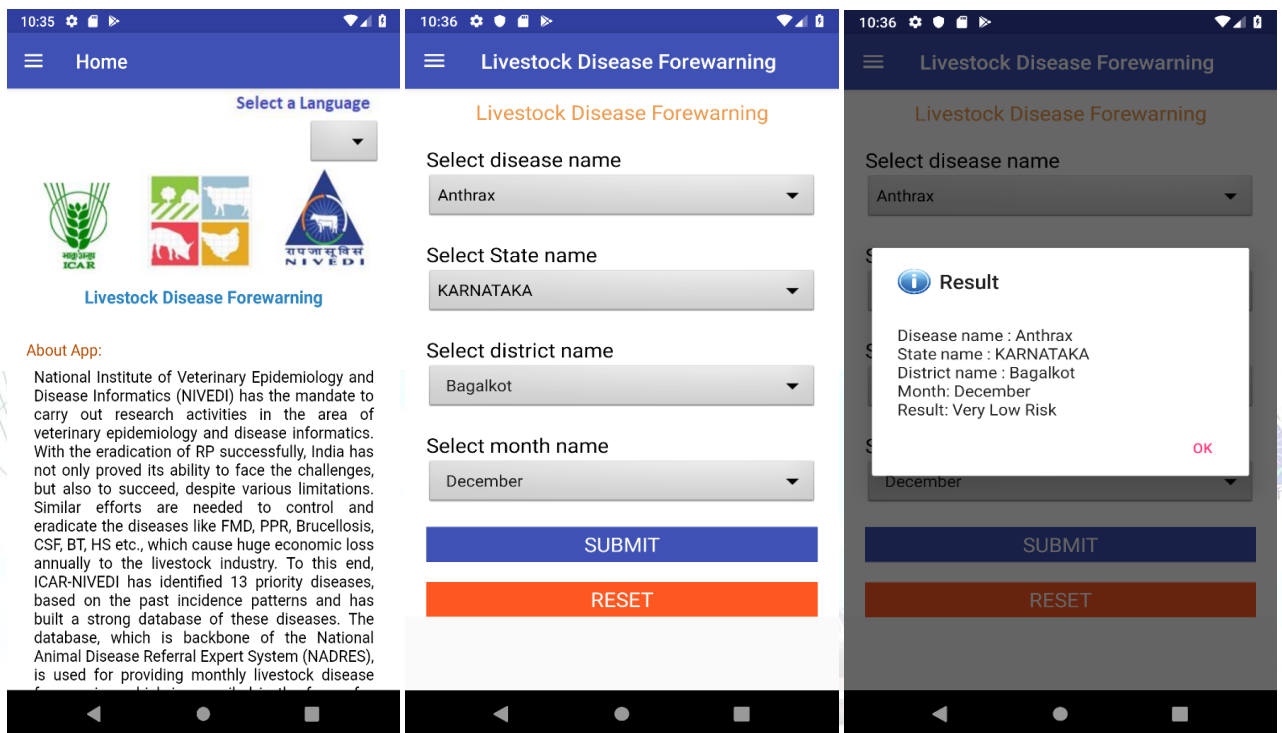 10:35
Home
Select a Language
भाकृअनुप
ICAR
रा प जा सू वि स
NIVEDI
Livestock Disease Forewarning
About App:
National Institute of Veterinary Epidemiology and
Disease Informatics (NIVEDI) has the mandate to
carry out research activities in the area of
veterinary epidemiology and disease informatics.
With the eradication of RP successfully, India has
not only proved its ability to face the challenges,
but also to succeed, despite various limitations.
Similar efforts are needed to control and
eradicate the diseases like FMD, PPR, Brucellosis,
CSF, BT, HS etc., which cause huge economic loss
annually to the livestock industry. To this end,
ICAR-NIVEDI has identified 13 priority diseases,
based on the past incidence patterns and has
built a strong database of these diseases. The
database, which is backbone of the National
Animal Disease Referral Expert System (NADRES),
is used for providing monthly livestock disease
10:36
Livestock Disease Forewarning
Livestock Disease Forewarning
Select disease name
Anthrax
Select State name
KARNATAKA
Select district name
Bagalkot
Select month name
December
SUBMIT
RESET
10:36
Livestock Disease Forewarning
Livestock Disease Forewarning
Select disease name
Anthrax
Result
Disease name : Anthrax
State name : KARNATAKA
District name : Bagalkot
Month: December
Result: Very Low Risk
OK
December
SUBMIT
RESET